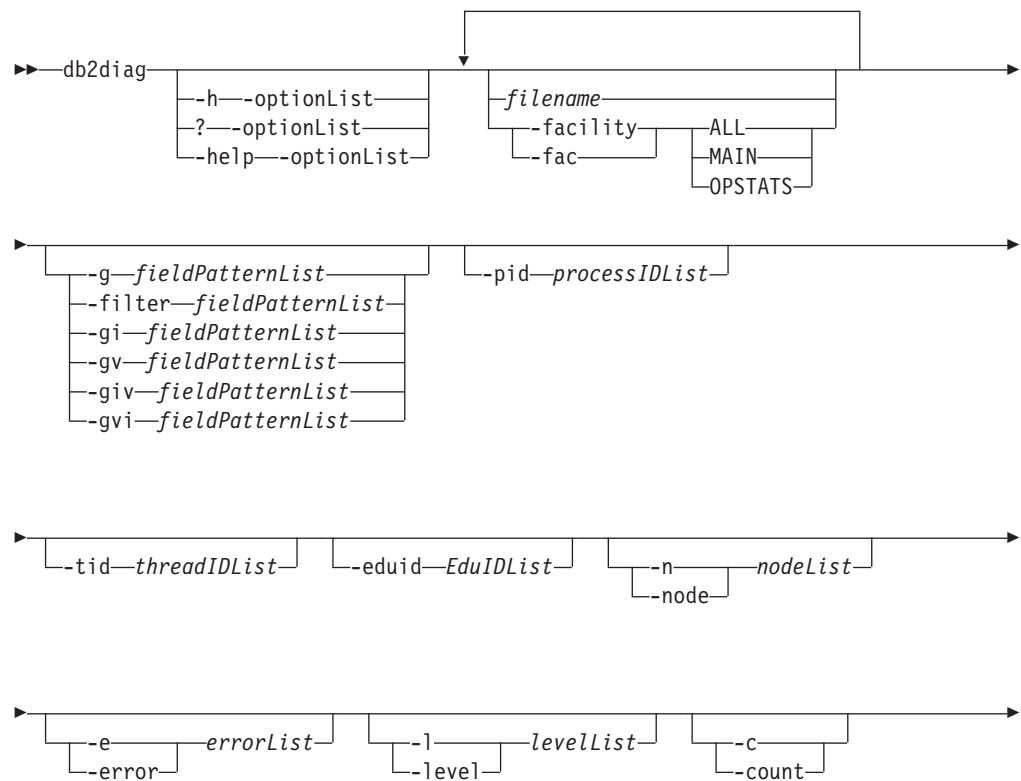 db2diag
-h -optionList
? -optionList
-help -optionList
filename
-facility ALL
-fac MAIN
OPSTATS
-g fieldPatternList
-filter fieldPatternList
-gi fieldPatternList
-gv fieldPatternList
-giv fieldPatternList
-gvi fieldPatternList
-pid processIDList
-tid threadIDList
-eduid EduIDList
-n nodeList
-node
-e errorList
-error
-l levelList
-level
-c
-count